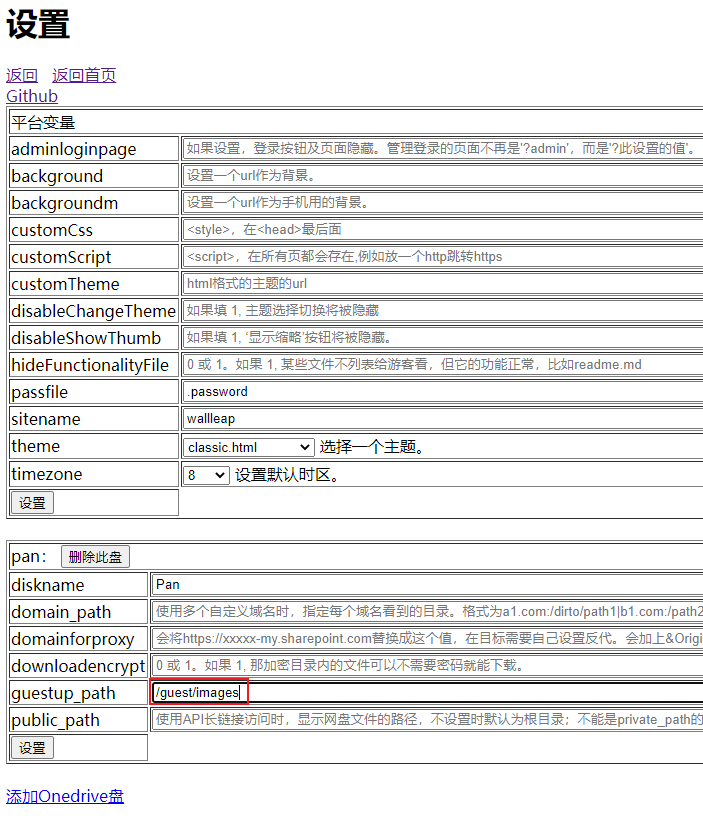 设置
返回 返回首页
Github
平台变量
adminloginpage 如果设置，登录按钮及页面隐藏。管理登录的页面不再是'?admin'，而是'?此设置的值'。
background 设置一个url作为背景。
backgroundm 设置一个url作为手机用的背景。
customCss <style>，在<head>最后面
customScript <script>，在所有页都会存在,例如放一个http跳转https
customTheme html格式的主题的url
disableChangeTheme 如果填 1, 主题选择切换将被隐藏
disableShowThumb 如果填 1, ‘显示缩略’按钮将被隐藏。
hideFunctionalityFile 0 或 1。如果 1, 某些文件不列表给游客看，但它的功能正常，比如readme.md
passfile .password
sitename wallleap
theme classic.html 选择一个主题。
timezone 8 设置默认时区。
设置
pan： 删除此盘
diskname Pan
domain_path 使用多个自定义域名时，指定每个域名看到的目录。格式为a1.com:/dirto/path1|b1.com:/path2
domainforproxy 会将https://xxxxx-my.sharepoint.com替换成这个值，在目标需要自己设置反代。会加上&Origi
downloadencrypt 0 或 1。如果 1, 那加密目录内的文件可以不需要密码就能下载。
guestup_path /guest/images
public_path 使用API长链接访问时，显示网盘文件的路径，不设置时默认为根目录；不能是private_path的
设置
添加Onedrive盘